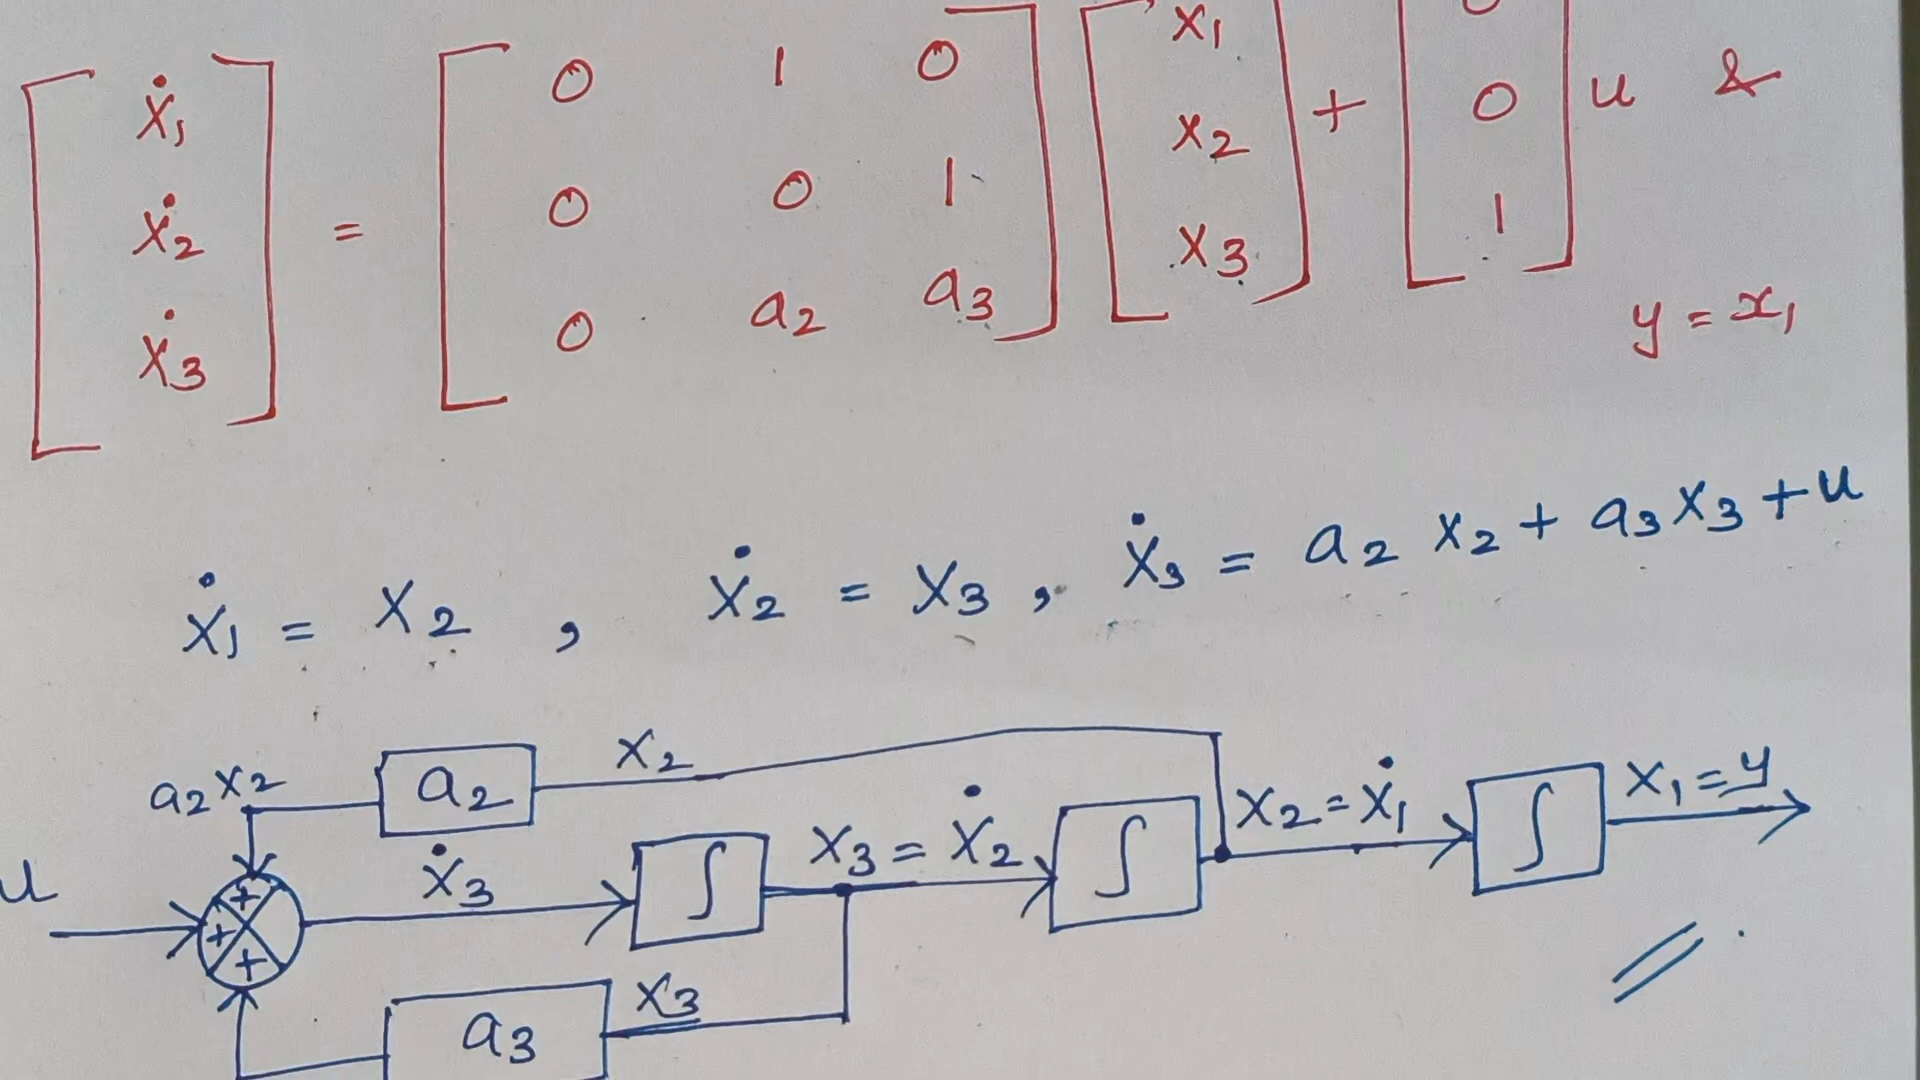 [ẋ₁ ẋ₂ ẋ₃] = [0 1 0; 0 0 1; 0 a₂ a₃] [x₁ x₂ x₃] + [0 0 1] u &
y = x₁
ẋ₁ = x₂ , ẋ₂ = x₃ , ẋ₃ = a₂ x₂ + a₃ x₃ + u
a₂x₂ a₂ x₂
u + + + ẋ₃ ∫ x₃ = ẋ₂ ∫ x₂ = ẋ₁ ∫ x₁ = y
a₃ x₃